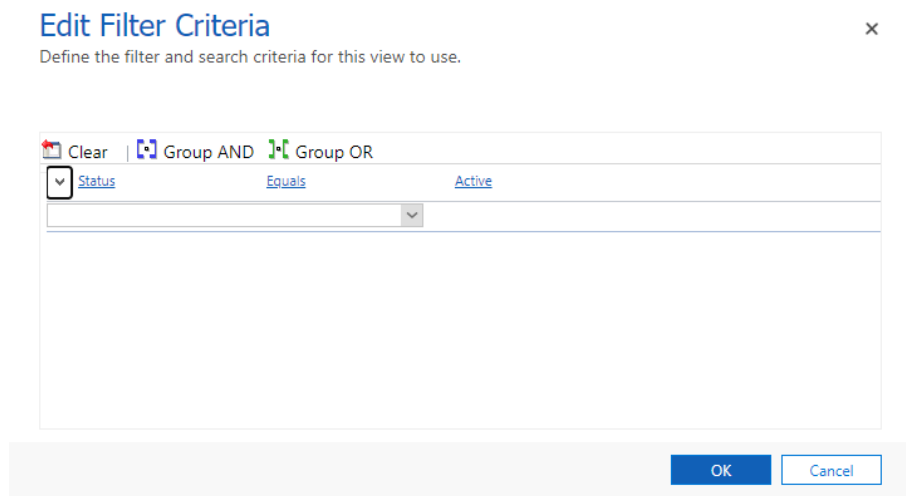 Edit Filter Criteria
Define the filter and search criteria for this view to use.
Clear | Group AND Group OR
Status Equals Active
OK Cancel